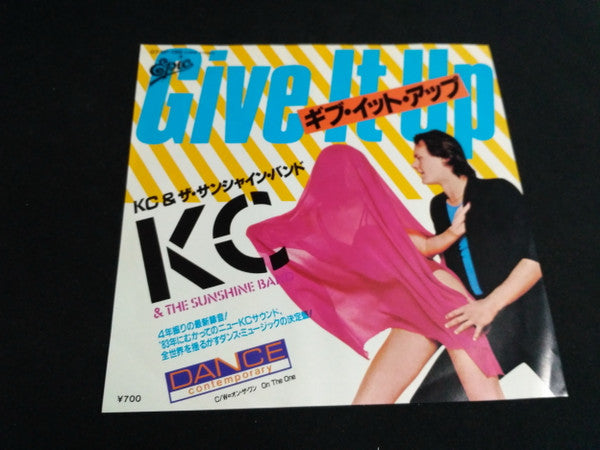 Epic
Give It Up
ギブ・イット・アップ
KC & ザ・サンシャイン・バンド
KC
& THE SUNSHINE BA
4年振りの最新録音!
'83年にむかってのニューKCサウンド、
全世界を揺るがすダンス・ミュージックの決定盤!
DANCE
contemporary
C/W=オン・ザ・ワン On The One
¥700